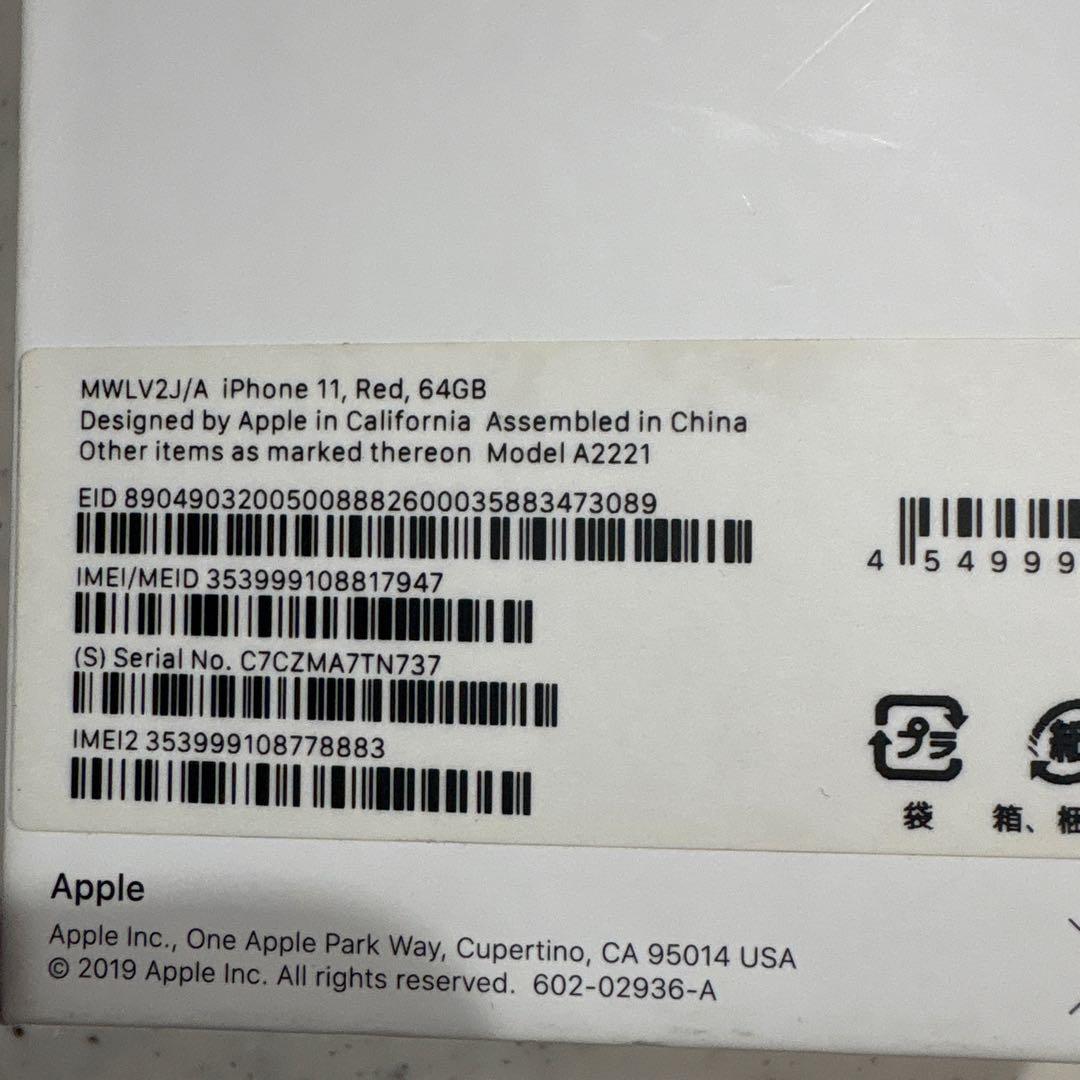 MWLV2J/A iPhone 11, Red, 64GB
Designed by Apple in California Assembled in China
Other items as marked thereon Model A2221
EID 89049032005008882600035883473089
IMEI/MEID 353999108817947
(S) Serial No. C7CZMA7TN737
IMEI2 353999108778883
4 54999
プラ
袋
箱、
Apple
Apple Inc., One Apple Park Way, Cupertino, CA 95014 USA
© 2019 Apple Inc. All rights reserved. 602-02936-A